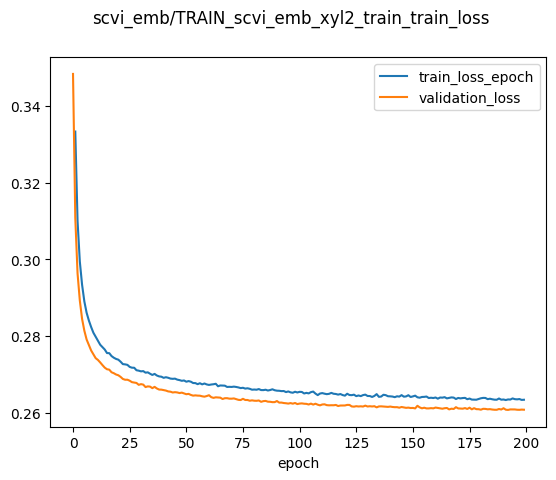 scvi_emb/TRAIN_scvi_emb_xyl2_train_train_loss
train_loss_epoch
validation_loss
0.34
0.32
0.30
0.28
0.26
0 25 50 75 100 125 150 175 200
epoch